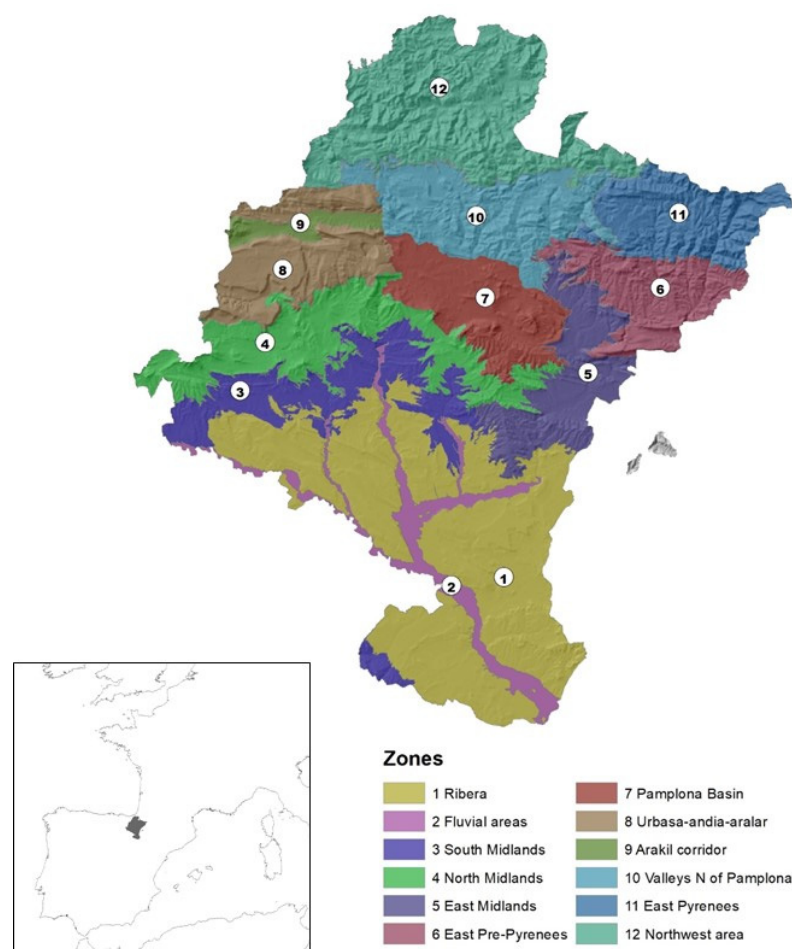 12
11
10
9
8
7
6
4
5
3
1
2
Zones
1 Ribera
2 Fluvial areas
3 South Midlands
4 North Midlands
5 East Midlands
6 East Pre-Pyrenees
7 Pamplona Basin
8 Urbasa-andia-aralar
9 Arakil corridor
10 Valleys N of Pamplona
11 East Pyrenees
12 Northwest area